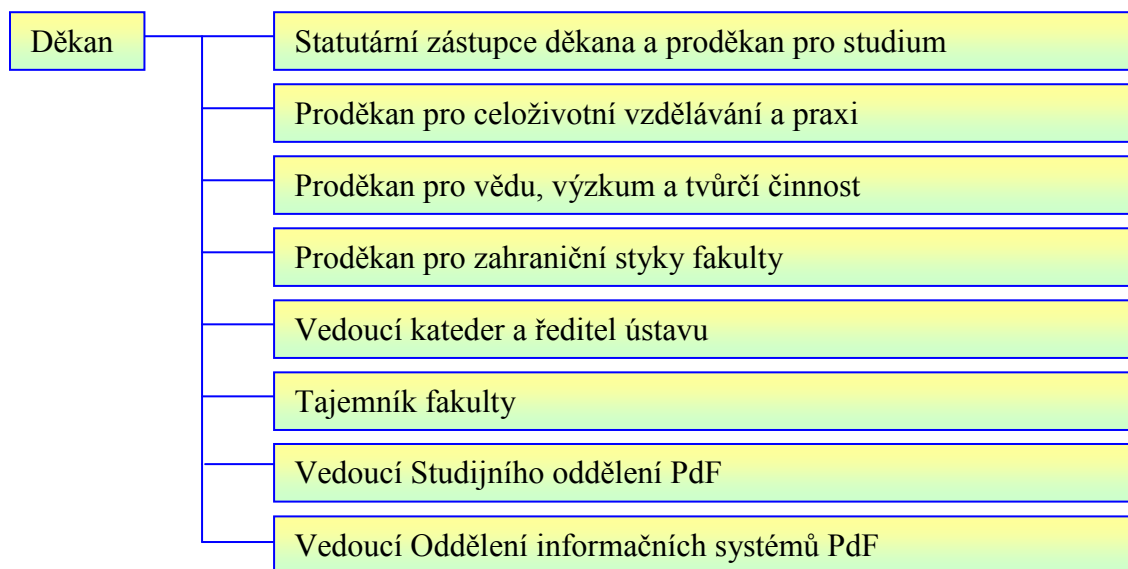 Děkan
Statutární zástupce děkana a proděkan pro studium
Proděkan pro celoživotní vzdělávání a praxi
Proděkan pro vědu, výzkum a tvůrčí činnost
Proděkan pro zahraniční styky fakulty
Vedoucí kateder a ředitel ústavu
Tajemník fakulty
Vedoucí Studijního oddělení PdF
Vedoucí Oddělení informačních systémů PdF